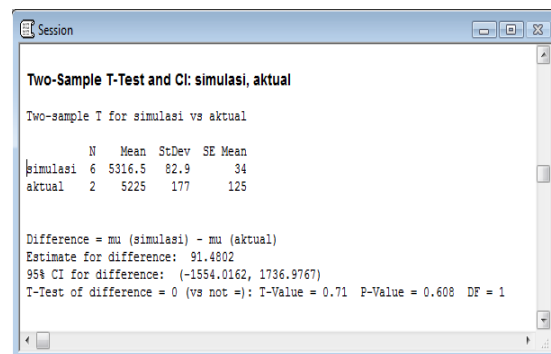 Session
Two-Sample T-Test and CI: simulasi, aktual
Two-sample T for simulasi vs aktual
N Mean StDev SE Mean
simulasi 6 5316.5 82.9 34
aktual 2 5225 177 125
Difference = mu (simulasi) - mu (aktual)
Estimate for difference: 91.4802
95% CI for difference: (-1554.0162, 1736.9767)
T-Test of difference = 0 (vs not =): T-Value = 0.71 P-Value = 0.608 DF = 1